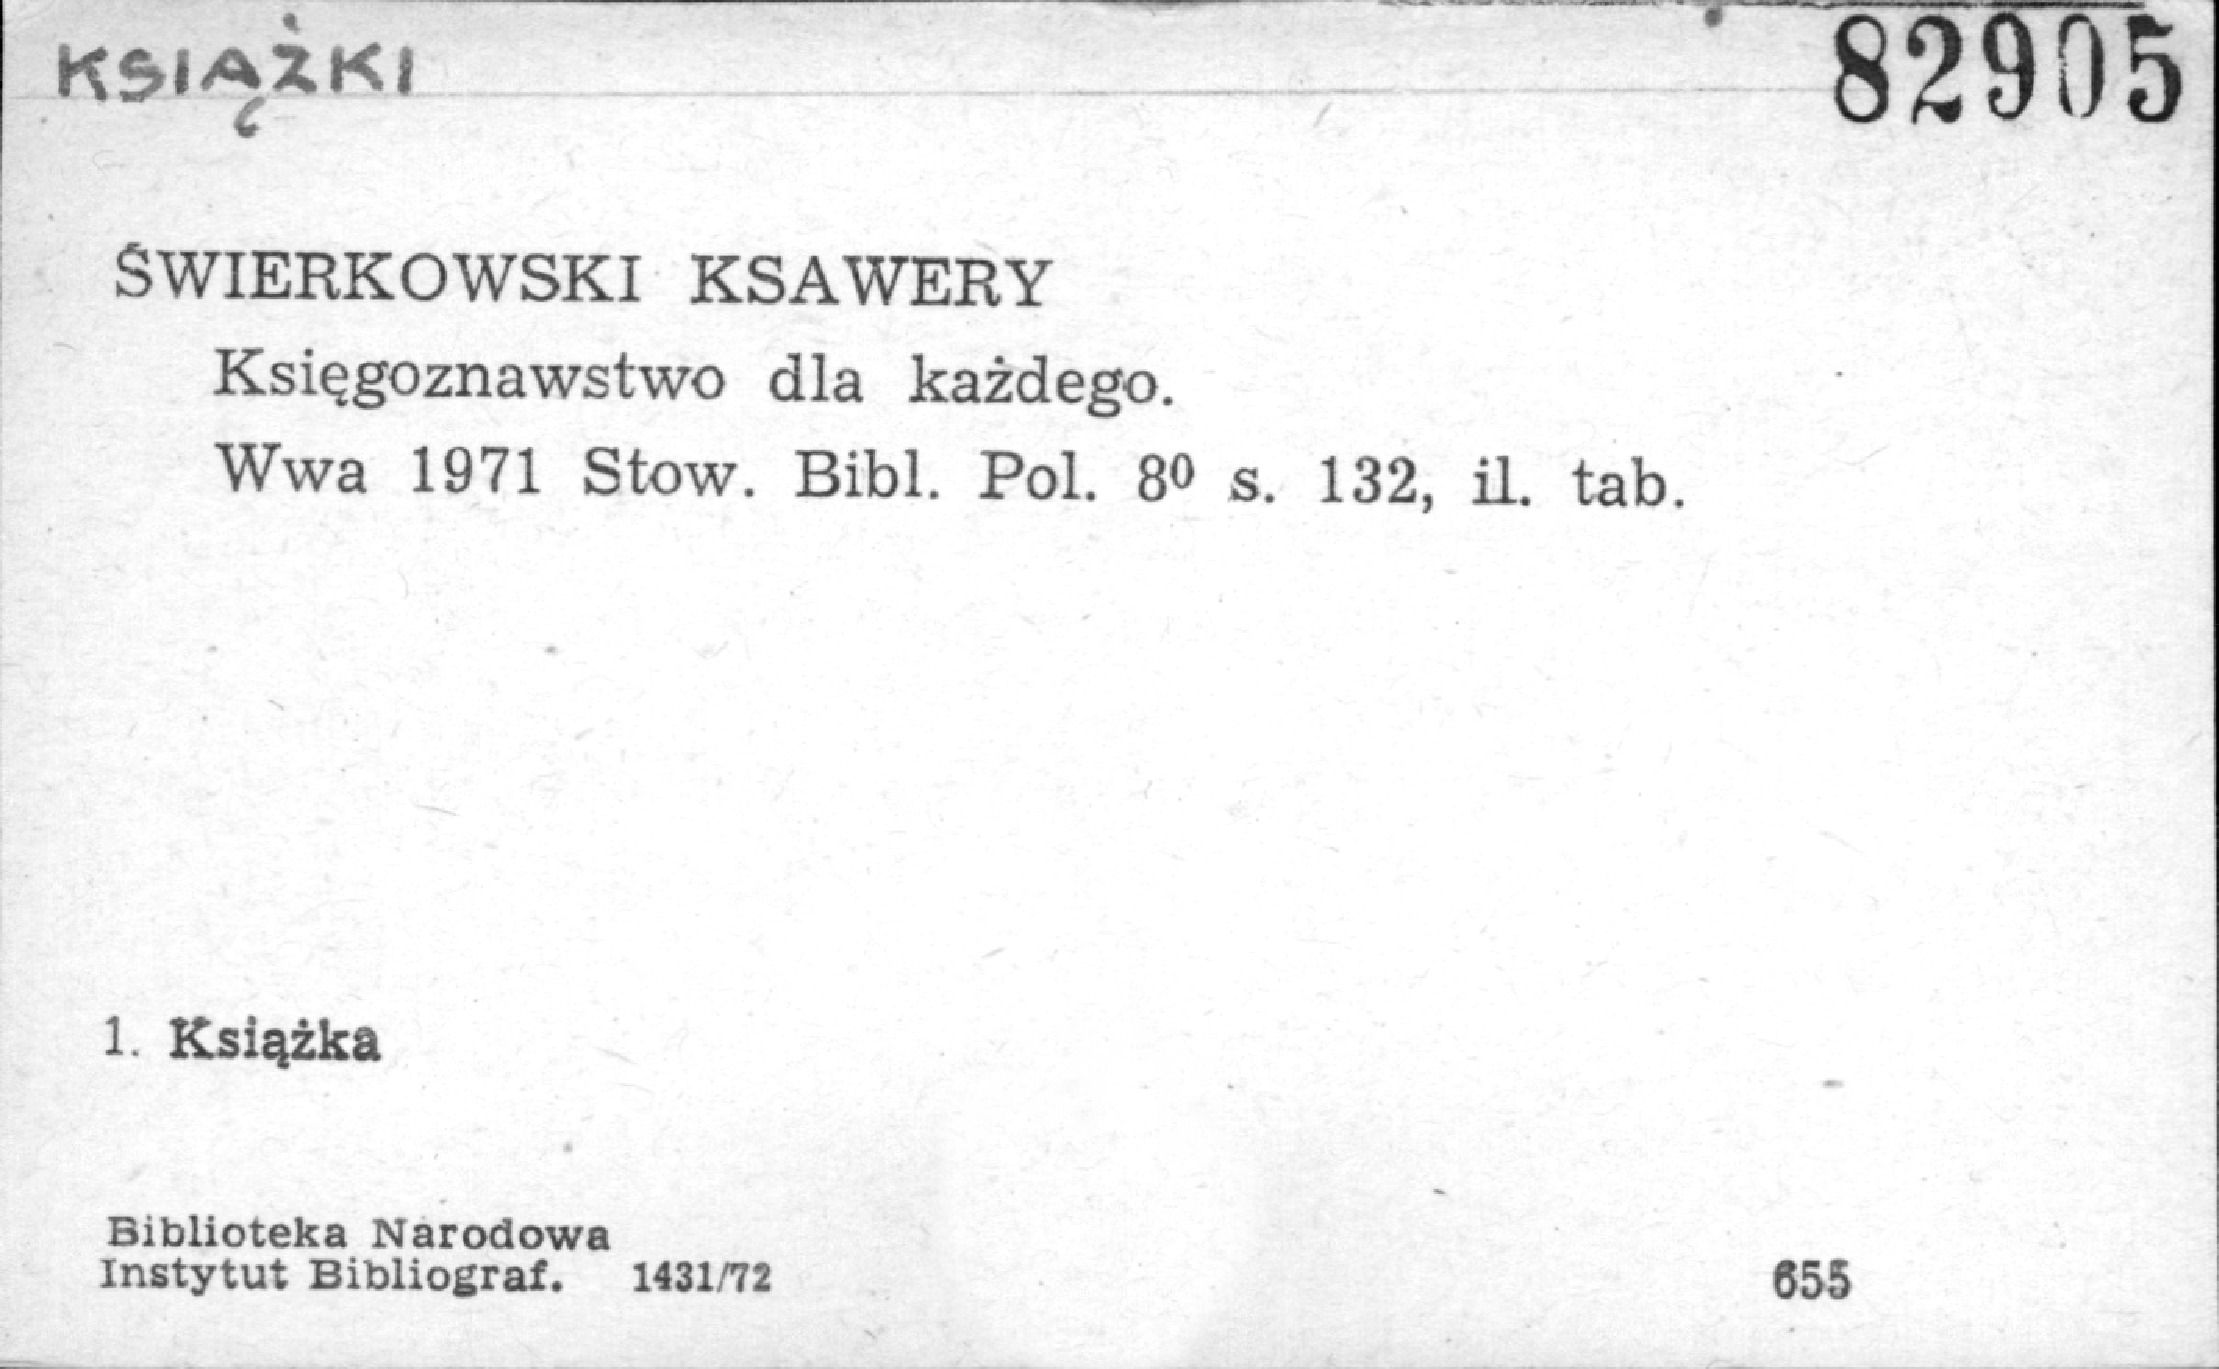 KSIĄŻKI
82905
ŚWIERKOWSKI KSAWERY
Księgoznawstwo dla każdego.
Wwa 1971 Stow. Bibl. Pol. 8⁰ s. 132, il. tab.
1. Książka
Biblioteka Narodowa
Instytut Bibliograf. 1431/72
655